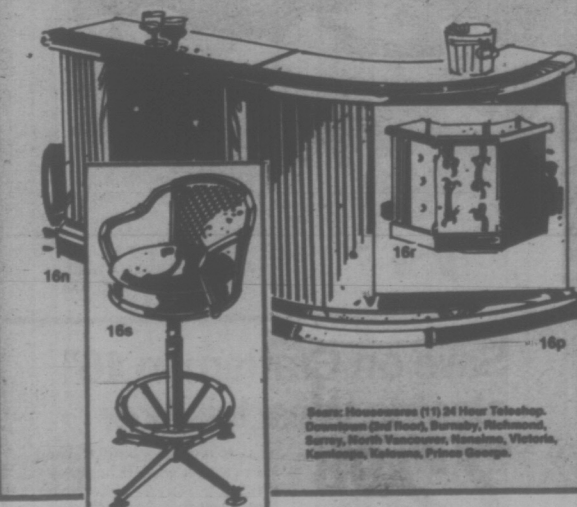 16n
16s
16r
16p
Sears: Housewares (11) 24 Hour Teleshop.
Downtown (3rd floor), Burnaby, Richmond,
Surrey, North Vancouver, Nanaimo, Victoria,
Kamloops, Kelowna, Prince George.